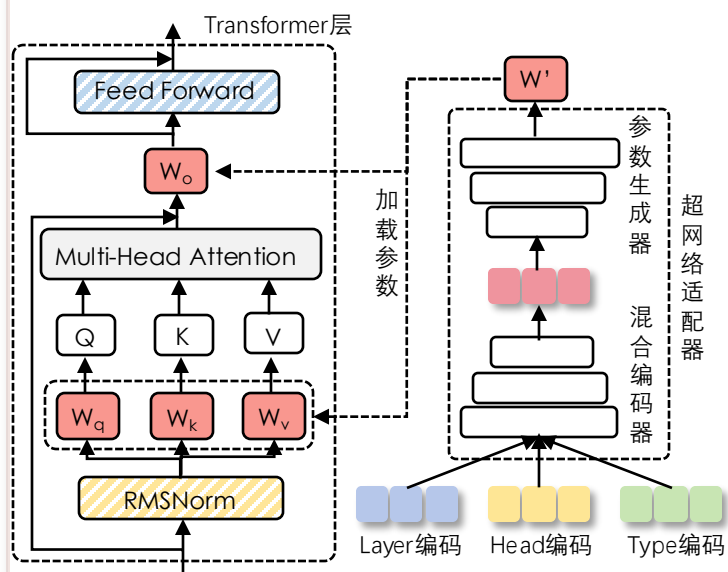 Transformer层
Feed Forward
Wo
Multi-Head Attention
Q
K
V
Wq
Wk
Wv
RMSNorm
加载参数
W’
参数生成器
超网络适配器
混合编码器
Layer编码
Head编码
Type编码